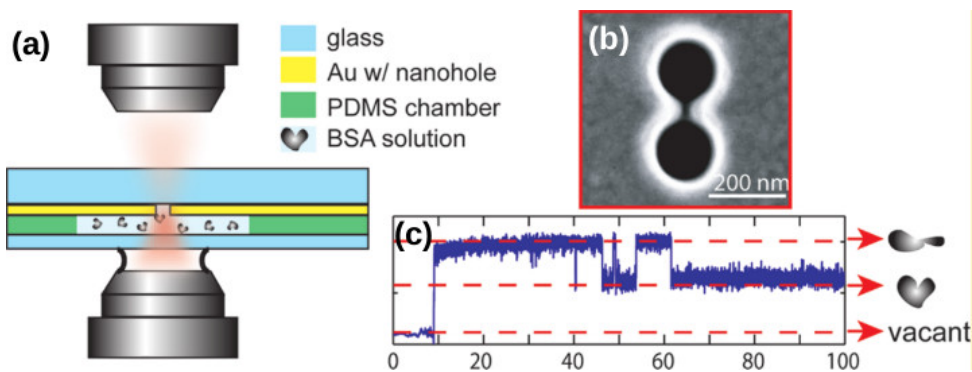 (a)
glass
Au w/ nanohole
PDMS chamber
BSA solution
(b)
200 nm
(c)
vacant
0 20 40 60 80 100